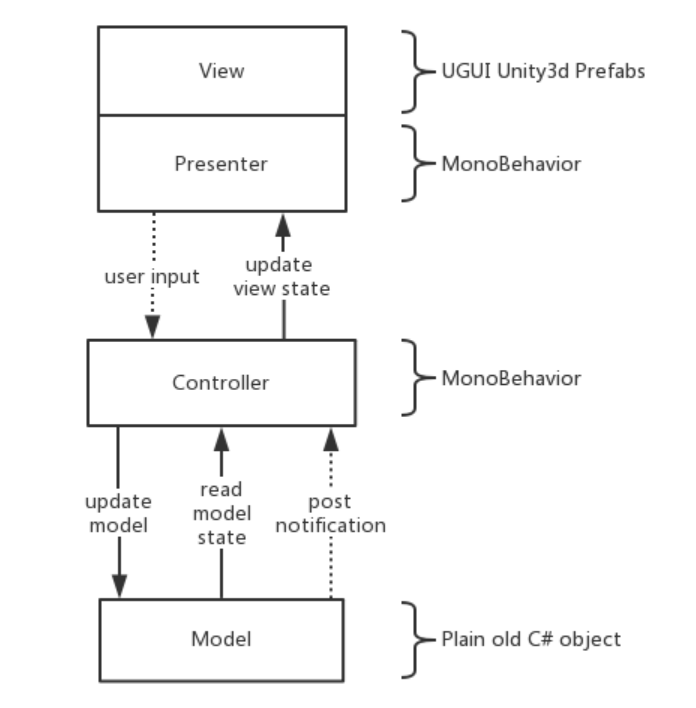 View
UGUI Unity3d Prefabs
Presenter
MonoBehavior
user input
update
view state
Controller
MonoBehavior
update
model
read
model
state
post
notification
Model
Plain old C# object